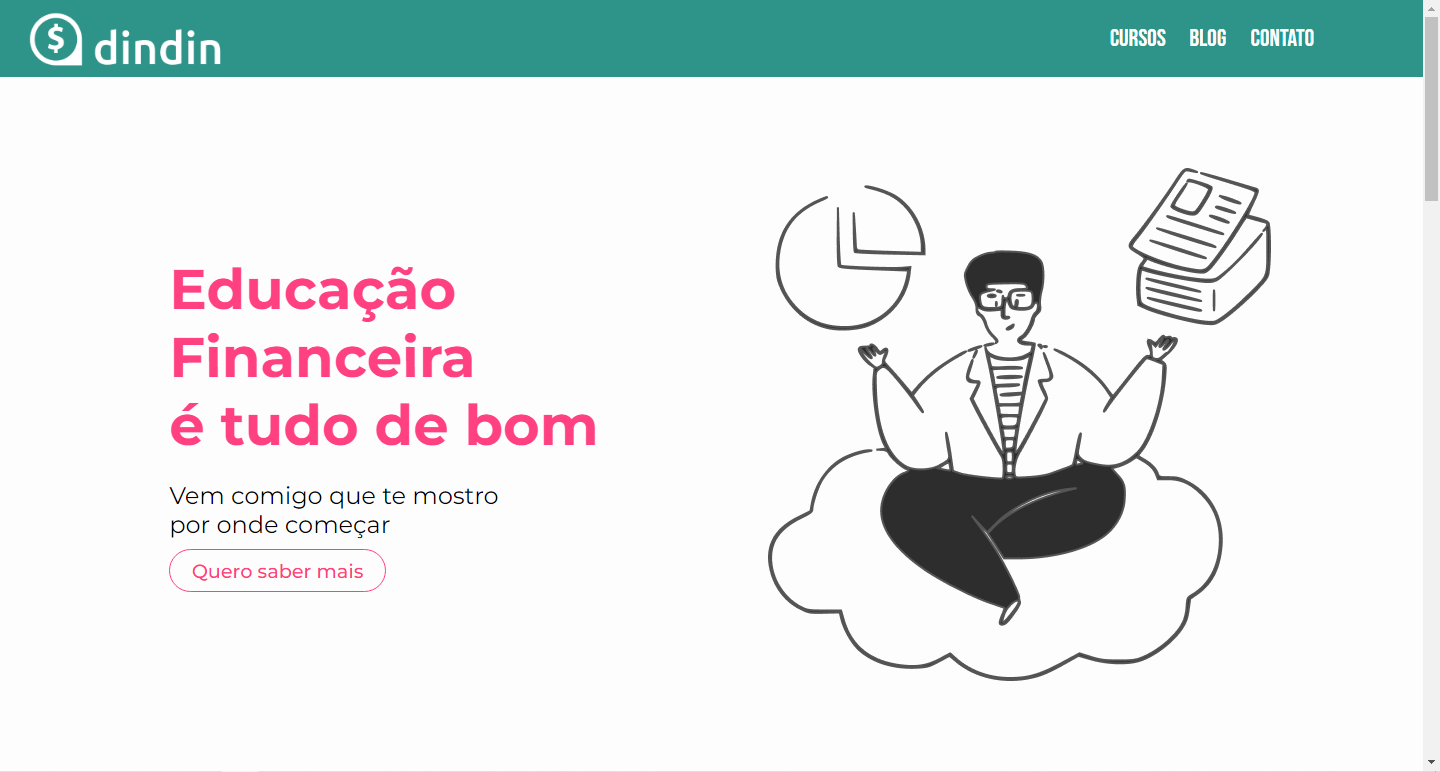 dindin
CURSOS BLOG CONTATO
Educação
Financeira
é tudo de bom
Vem comigo que te mostro
por onde começar
Quero saber mais